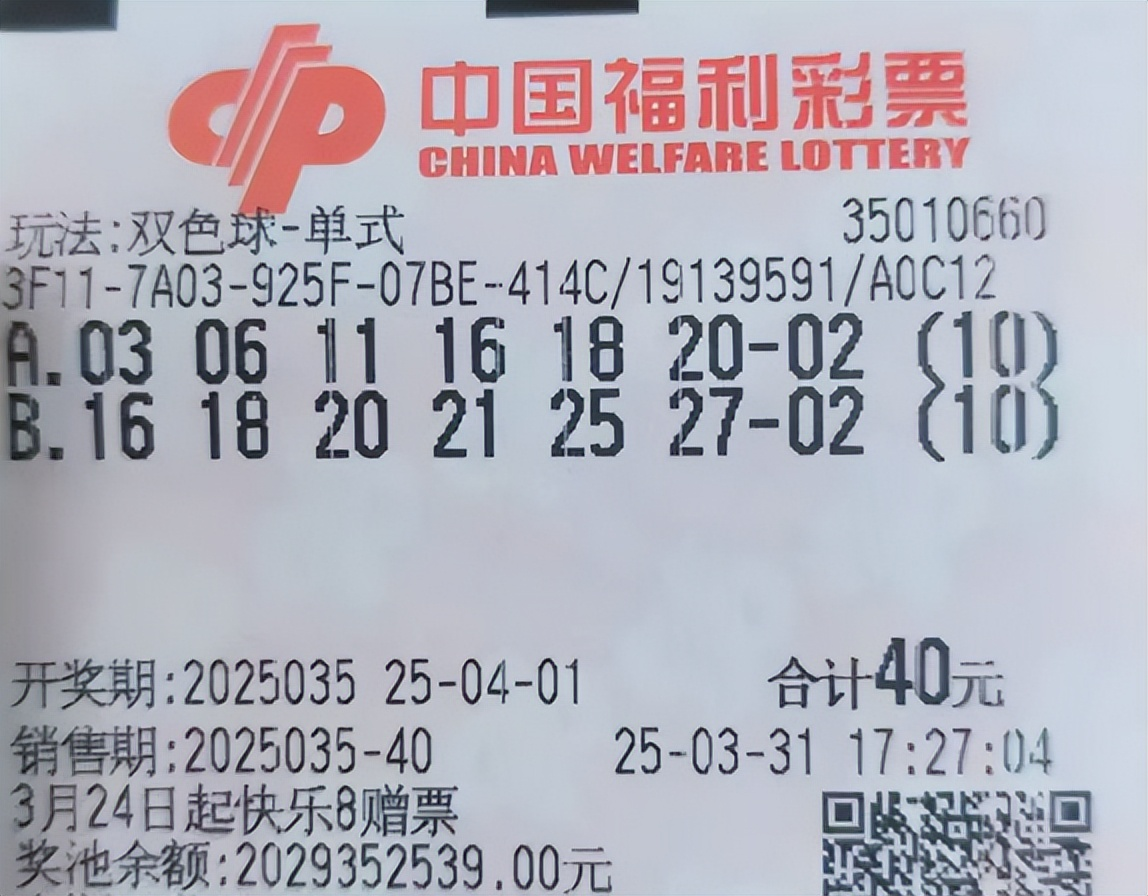 中国福利彩票
CHINA WELFARE LOTTERY
玩法:双色球-单式 35010660
3F11-7A03-925F-07BE-414C/19139591/A0C12
A.03 06 11 16 18 20-02 (10)
B.16 18 20 21 25 27-02 (10)
开奖期:2025035 25-04-01 合计40元
销售期:2025035-40 25-03-31 17:27:04
3月24日起快乐8赠票
奖池余额:2029352539.00元